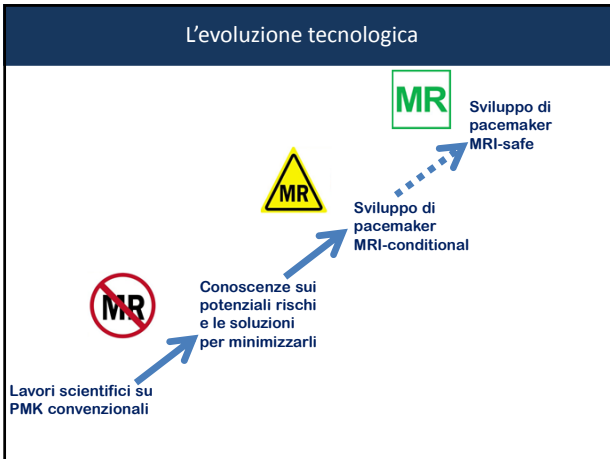 L'evoluzione tecnologica
MR
Sviluppo di
pacemaker
MRI-safe
MR
Sviluppo di
pacemaker
MRI-conditional
MR
Conoscenze sui
potenziali rischi
e le soluzioni
per minimizzarli
Lavori scientifici su
PMK convenzionali